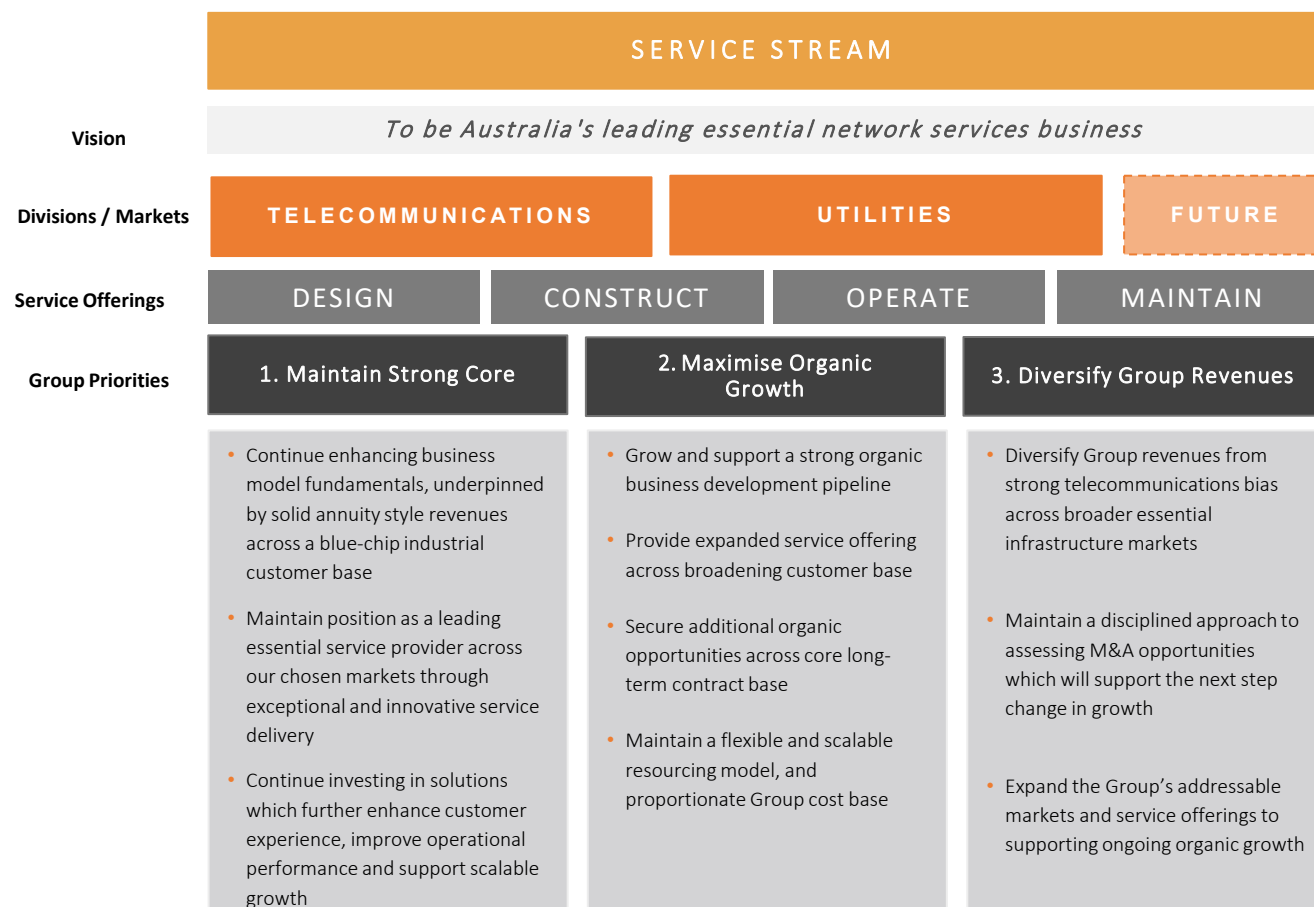 SERVICE STREAM
Vision
To be Australia's leading essential network services business
Divisions / Markets
TELECOMMUNICATIONS
UTILITIES
FUTURE
Service Offerings
DESIGN
CONSTRUCT
OPERATE
MAINTAIN
Group Priorities
1. Maintain Strong Core
2. Maximise Organic
Growth
3. Diversify Group Revenues
• Continue enhancing business
model fundamentals, underpinned
by solid annuity style revenues
across a blue-chip industrial
customer base
• Maintain position as a leading
essential service provider across
our chosen markets through
exceptional and innovative service
delivery
• Continue investing in solutions
which further enhance customer
experience, improve operational
performance and support scalable
growth
• Grow and support a strong organic
business development pipeline
• Provide expanded service offering
across broadening customer base
• Secure additional organic
opportunities across core long-
term contract base
• Maintain a flexible and scalable
resourcing model, and
proportionate Group cost base
• Diversify Group revenues from
strong telecommunications bias
across broader essential
infrastructure markets
• Maintain a disciplined approach to
assessing M&A opportunities
which will support the next step
change in growth
• Expand the Group's addressable
markets and service offerings to
supporting ongoing organic growth